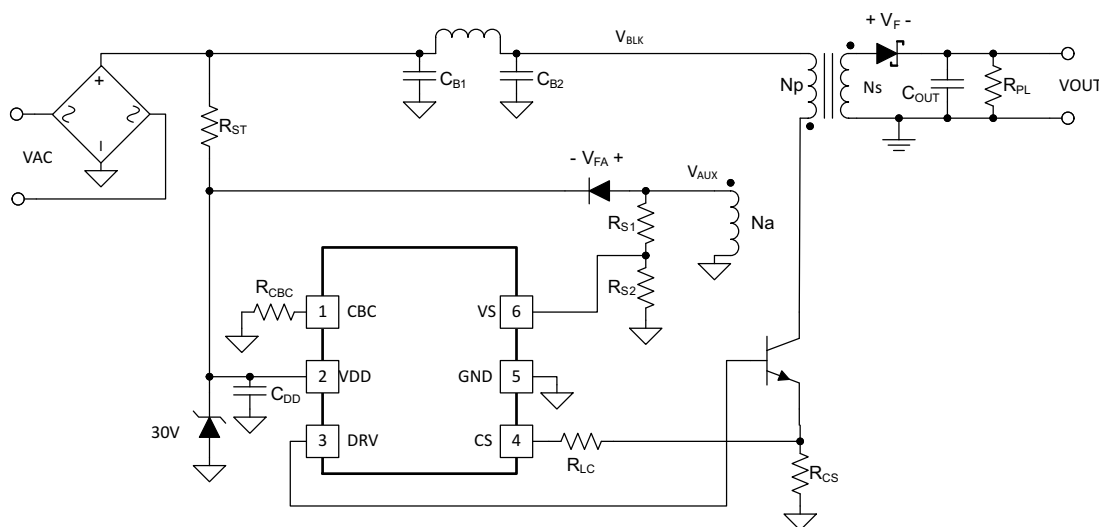 + VF -
VBLK
+
CB1
CB2
Np
Ns
COUT
RPL
VOUT
RST
VAC
-
- VFA +
VAUX
RS1
Na
RCBC
RS2
1 CBC
VS 6
2 VDD
GND 5
CDD
30V
3 DRV
CS 4
RLC
RCS